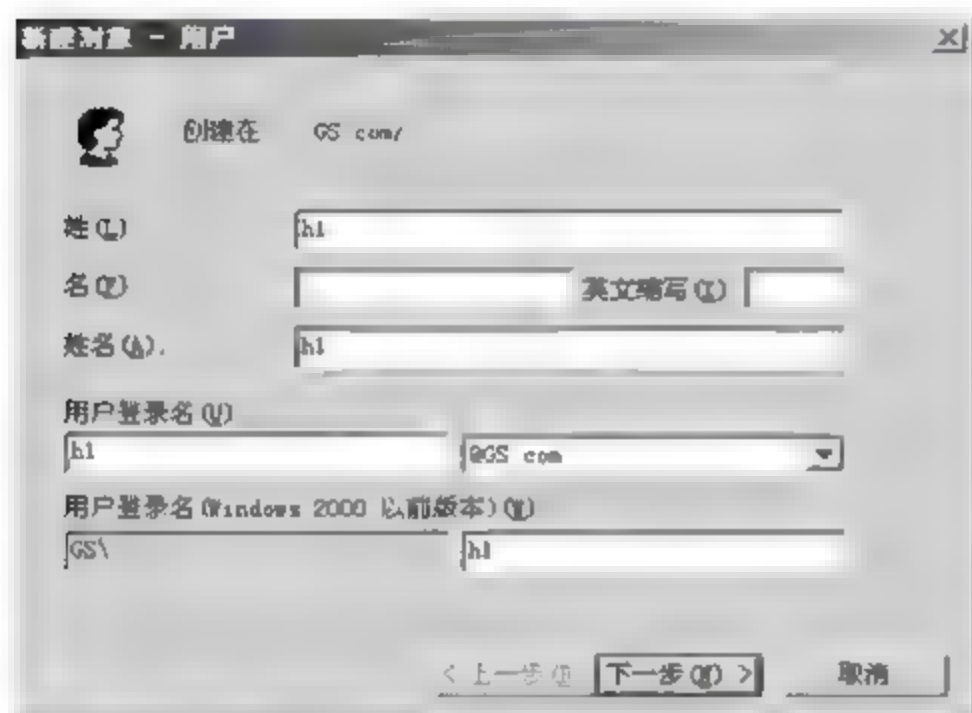 新建对象 - 用户
创建在 GS com/
姓(L)
h1
名(F)
英文缩写(I)
姓名(A).
h1
用户登录名(U)
h1 @GS com
用户登录名(Windows 2000 以前版本)(W)
GS\ h1
< 上一步(B) 下一步(N) > 取消